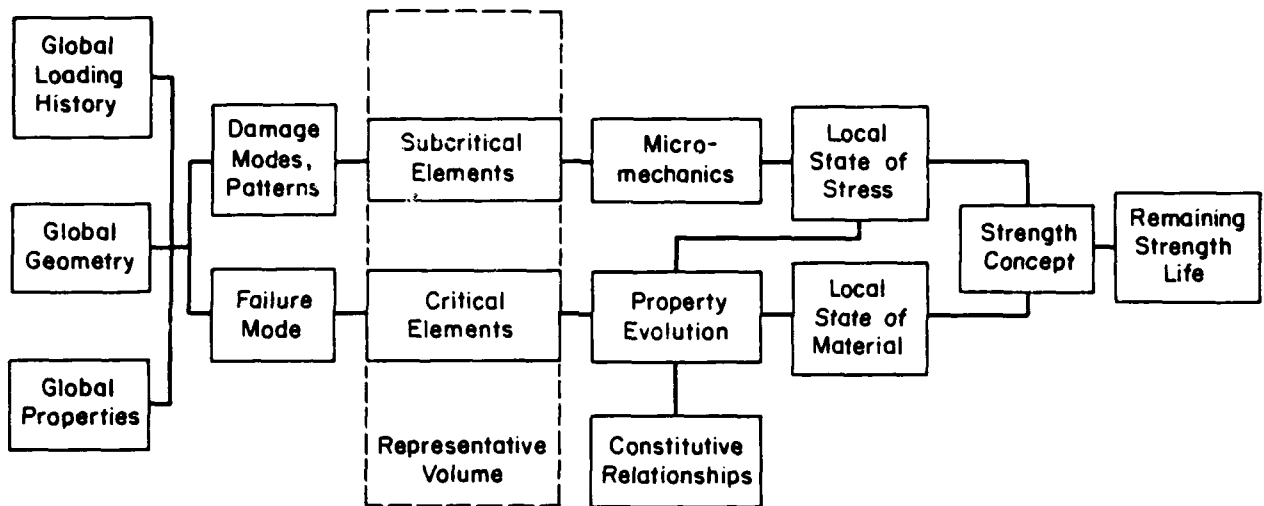 Global
Loading
History
Global
Geometry
Global
Properties
Damage
Modes,
Patterns
Failure
Mode
Subcritical
Elements
Critical
Elements
Representative
Volume
Micro-
mechanics
Property
Evolution
Constitutive
Relationships
Local
State of
Stress
Local
State of
Material
Strength
Concept
Remaining
Strength
Life